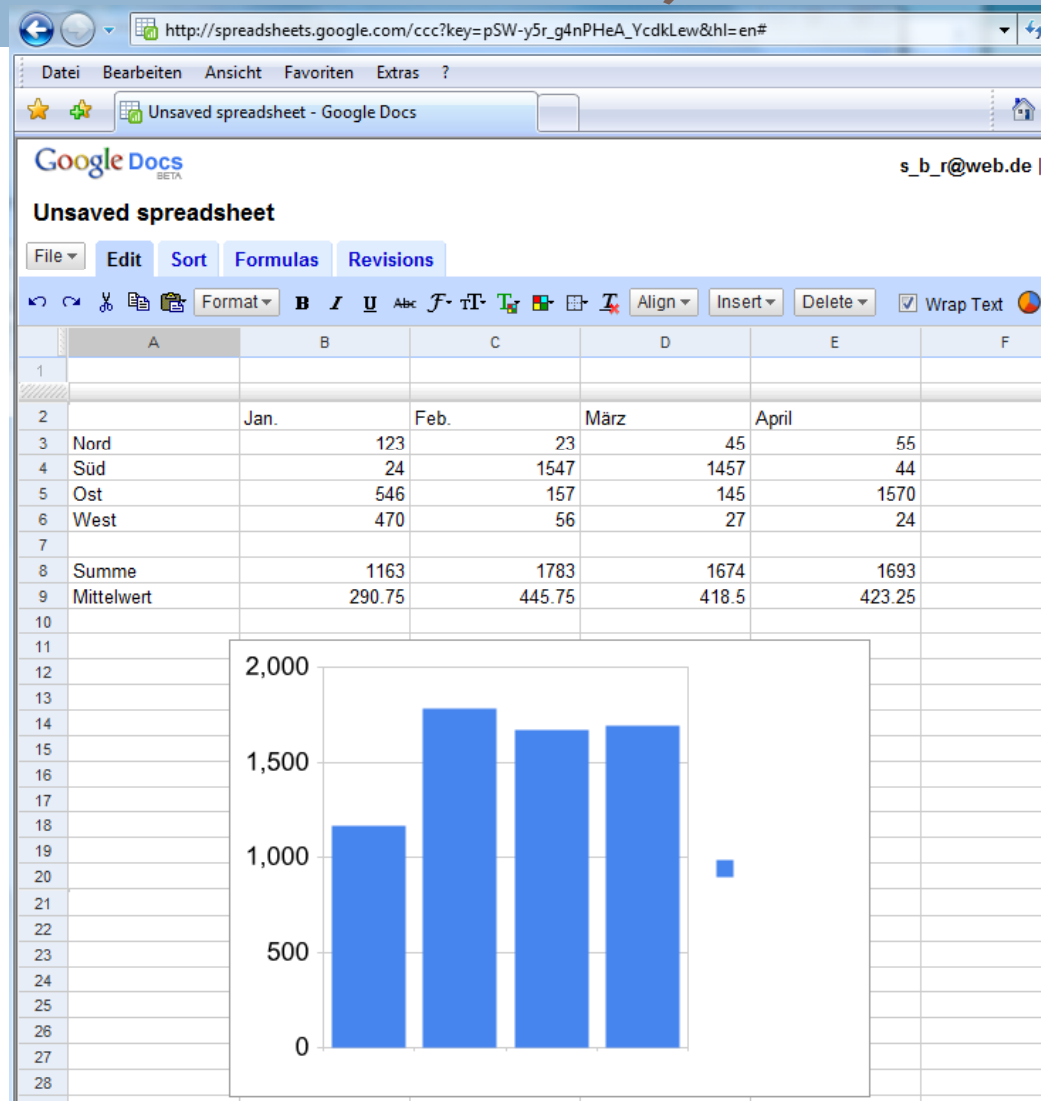 http://spreadsheets.google.com/ccc?key=pSW-y5r_g4nPHeA_YcdkLew&hl=en#
Datei Bearbeiten Ansicht Favoriten Extras ?
Unsaved spreadsheet - Google Docs
Google Docs
BETA
s_b_r@web.de |
Unsaved spreadsheet
File Edit Sort Formulas Revisions
Format B I U Abc F T T T Align Insert Delete Wrap Text
A B C D E F
1
2 Jan. Feb. März April
3 Nord 123 23 45 55
4 Süd 24 1547 1457 44
5 Ost 546 157 145 1570
6 West 470 56 27 24
7
8 Summe 1163 1783 1674 1693
9 Mittelwert 290.75 445.75 418.5 423.25
10
11
12
13
14
15
16
17
18
19
20
21
22
23
24
25
26
27
28
2,000
1,500
1,000
500
0